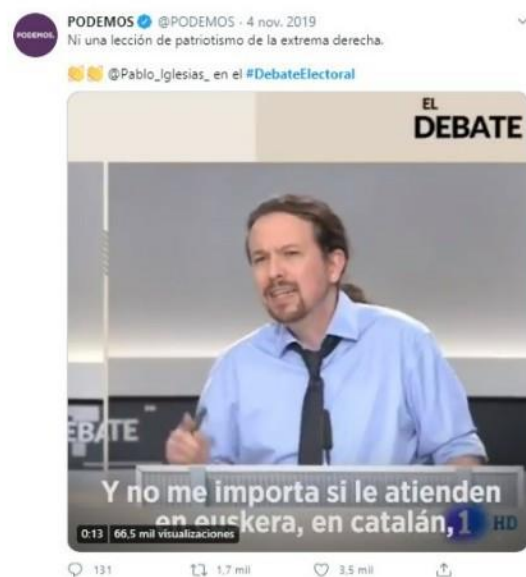 PODEMOS @PODEMOS · 4 nov. 2019
PODEMOS.
Ni una lección de patriotismo de la extrema derecha.
👏👏 @Pablo_Iglesias_ en el #DebateElectoral
EL
DEBATE
EBATE
Y no me importa si le atienden
en euskera, en catalán,
1 HD
0:13 66,5 mil visualizaciones
131 1,7 mil 3,5 mil